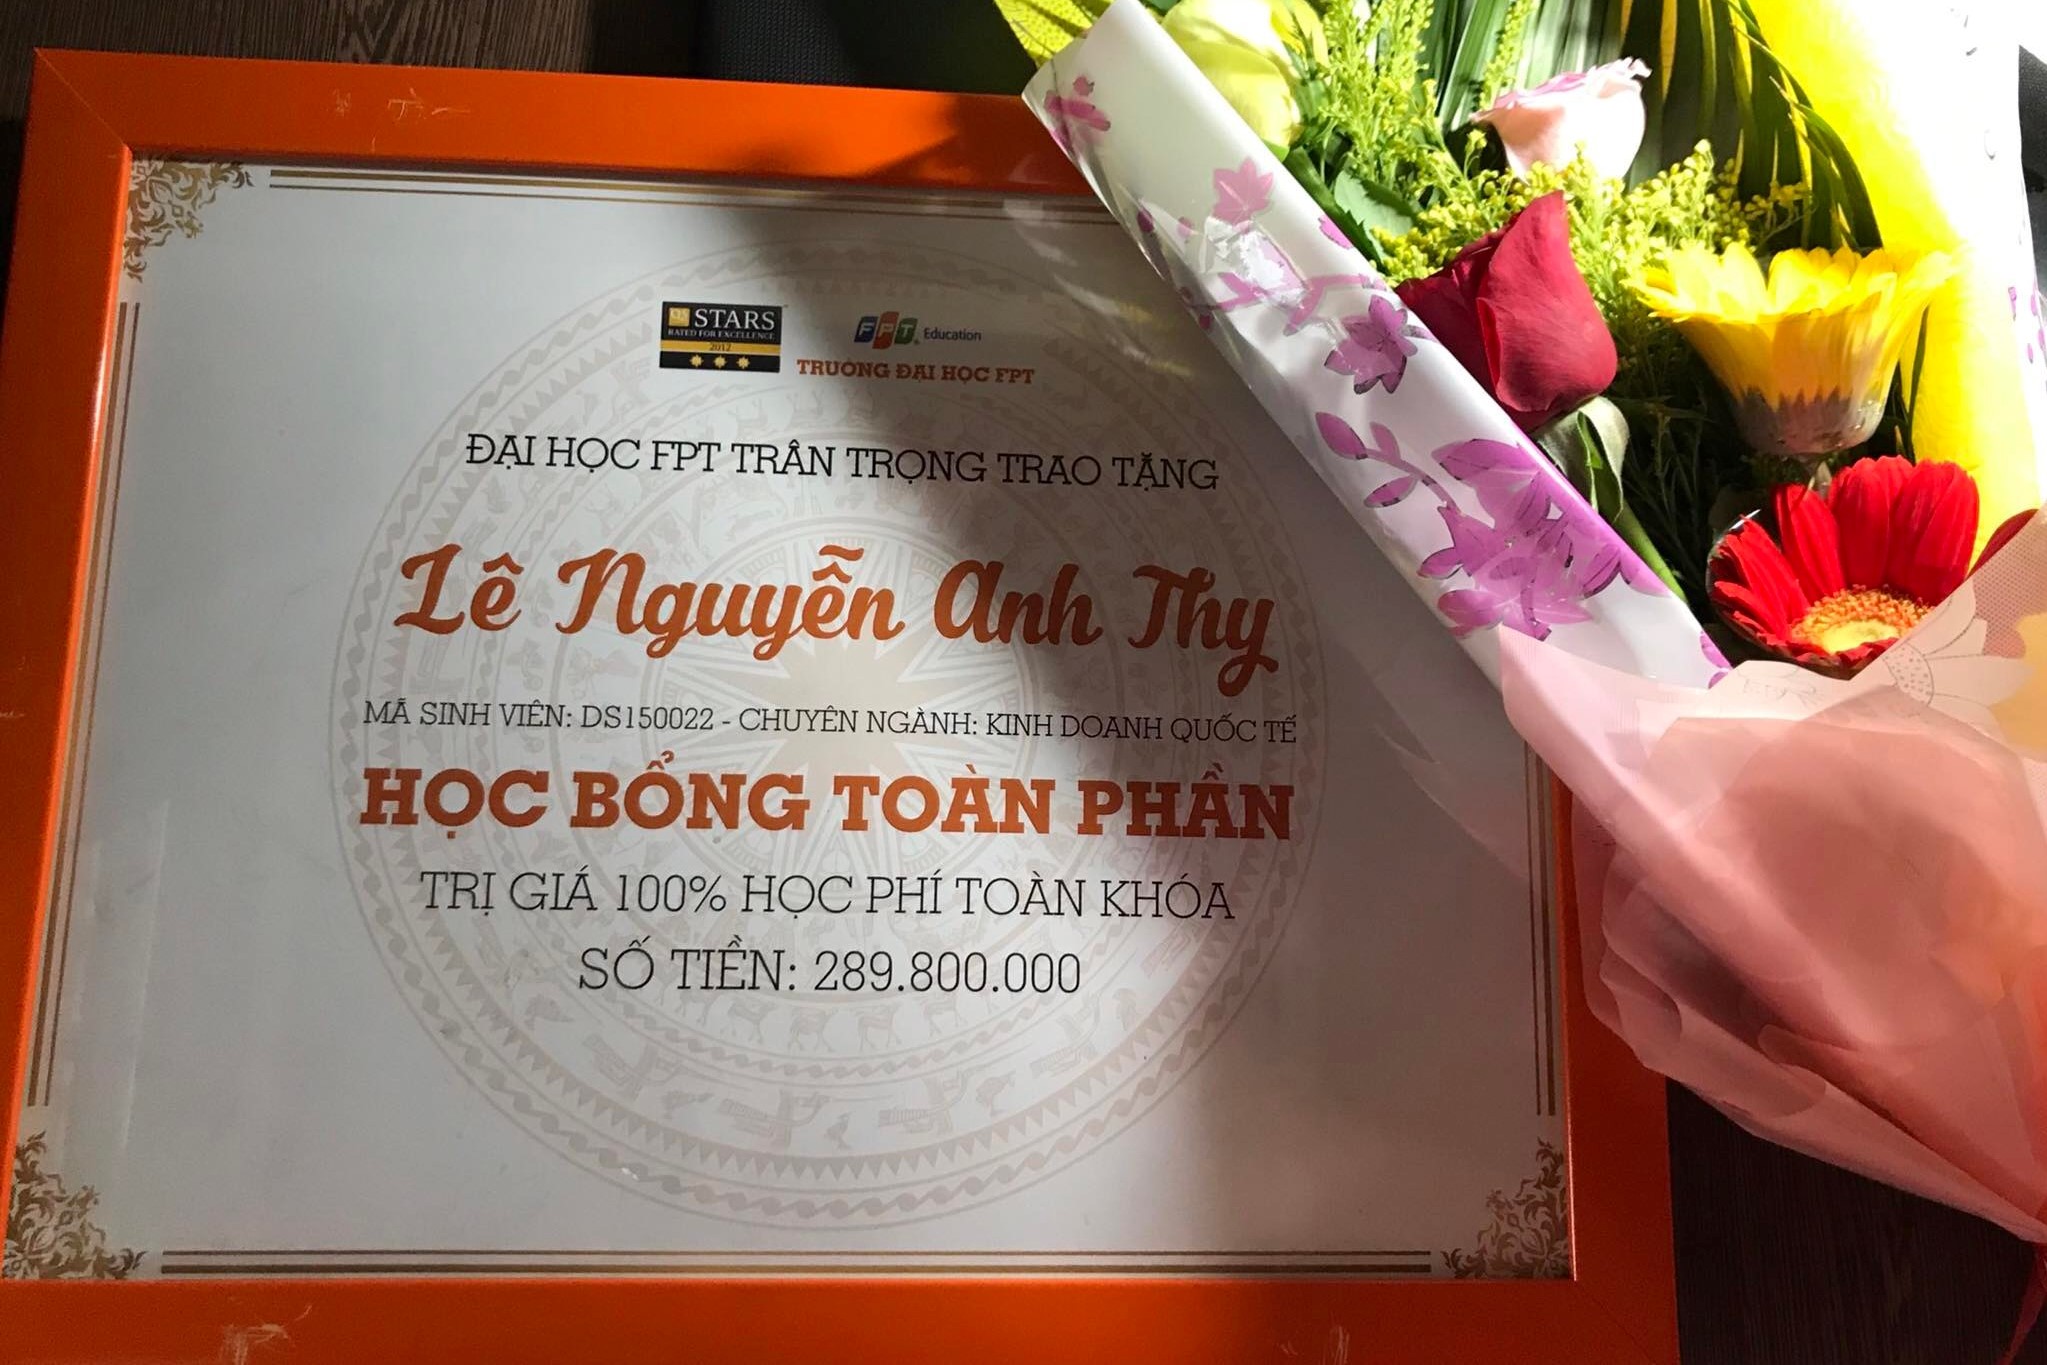 QS STARS
RATED FOR EXCELLENCE
2012
FPT Education
TRƯỜNG ĐẠI HỌC FPT
ĐẠI HỌC FPT TRÂN TRỌNG TRAO TẶNG
Lê Nguyễn Anh Thy
MÃ SINH VIÊN: DS150022 - CHUYÊN NGÀNH: KINH DOANH QUỐC TẾ
HỌC BỔNG TOÀN PHẦN
TRỊ GIÁ 100% HỌC PHÍ TOÀN KHÓA
SỐ TIỀN: 289.800.000